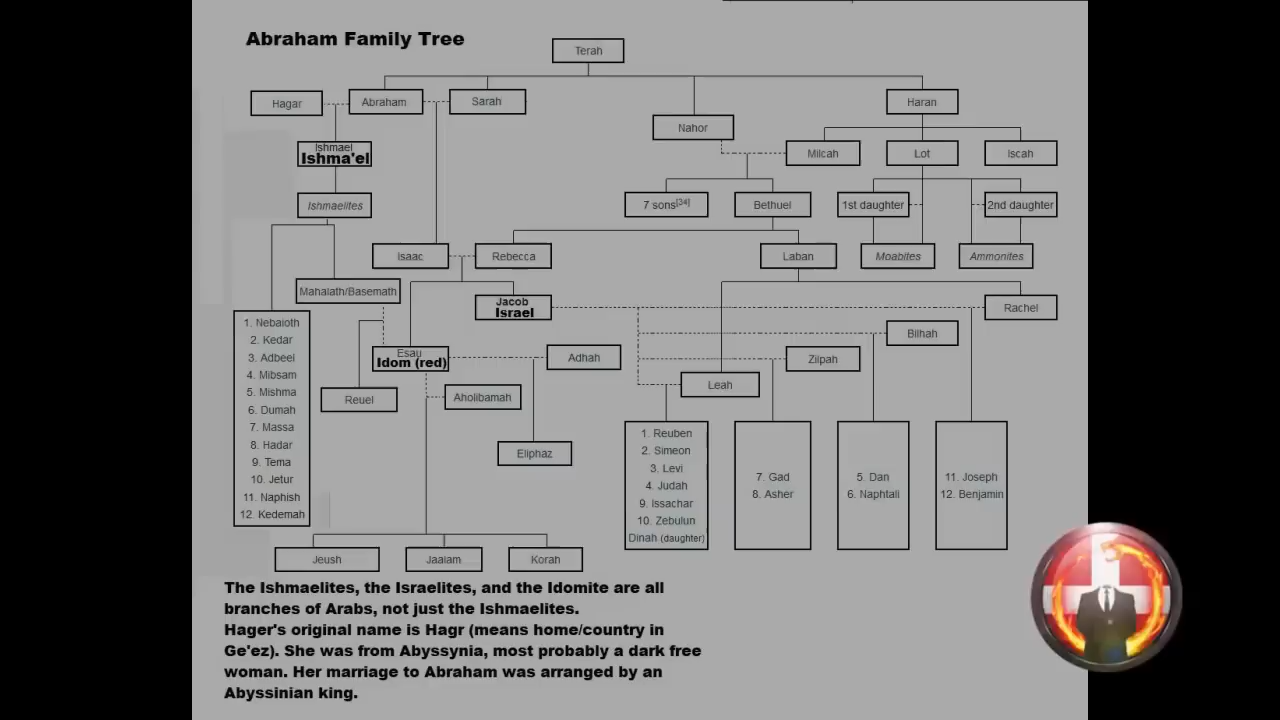 Abraham Family Tree
Terah
Hagar
Abraham
Sarah
Haran
Nahor
Ishmael
Ishma'el
Milcah
Lot
Iscah
Ishmaelites
7 sons[34]
Bethuel
1st daughter
2nd daughter
Isaac
Rebecca
Laban
Moabites
Ammonites
Mahalath/Basemath
Jacob
Israel
Rachel
1. Nebaioth
2. Kedar
3. Adbeel
4. Mibsam
5. Mishma
6. Dumah
7. Massa
8. Hadar
9. Tema
10. Jetur
11. Naphish
12. Kedemah
Bilhah
Esau
Idom (red)
Adhah
Zilpah
Leah
Reuel
Aholibamah
Eliphaz
1. Reuben
2. Simeon
3. Levi
4. Judah
9. Issachar
10. Zebulun
Dinah (daughter)
7. Gad
8. Asher
5. Dan
6. Naphtali
11. Joseph
12. Benjamin
Jeush
Jaalam
Korah
The Ishmaelites, the Israelites, and the Idomite are all
branches of Arabs, not just the Ishmaelites.
Hager's original name is Hagr (means home/country in
Ge'ez). She was from Abyssynia, most probably a dark free
woman. Her marriage to Abraham was arranged by an
Abyssinian king.